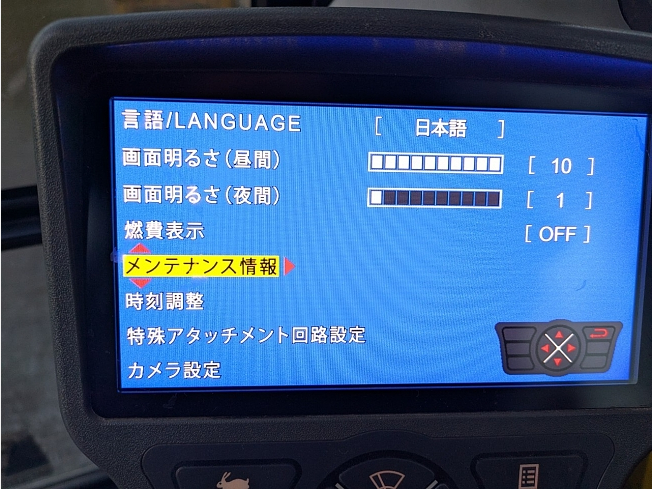 言語/LANGUAGE [ 日本語 ]
画面明るさ(昼間) [ 10 ]
画面明るさ(夜間) [ 1 ]
燃費表示 [ OFF ]
メンテナンス情報
時刻調整
特殊アタッチメント回路設定
カメラ設定